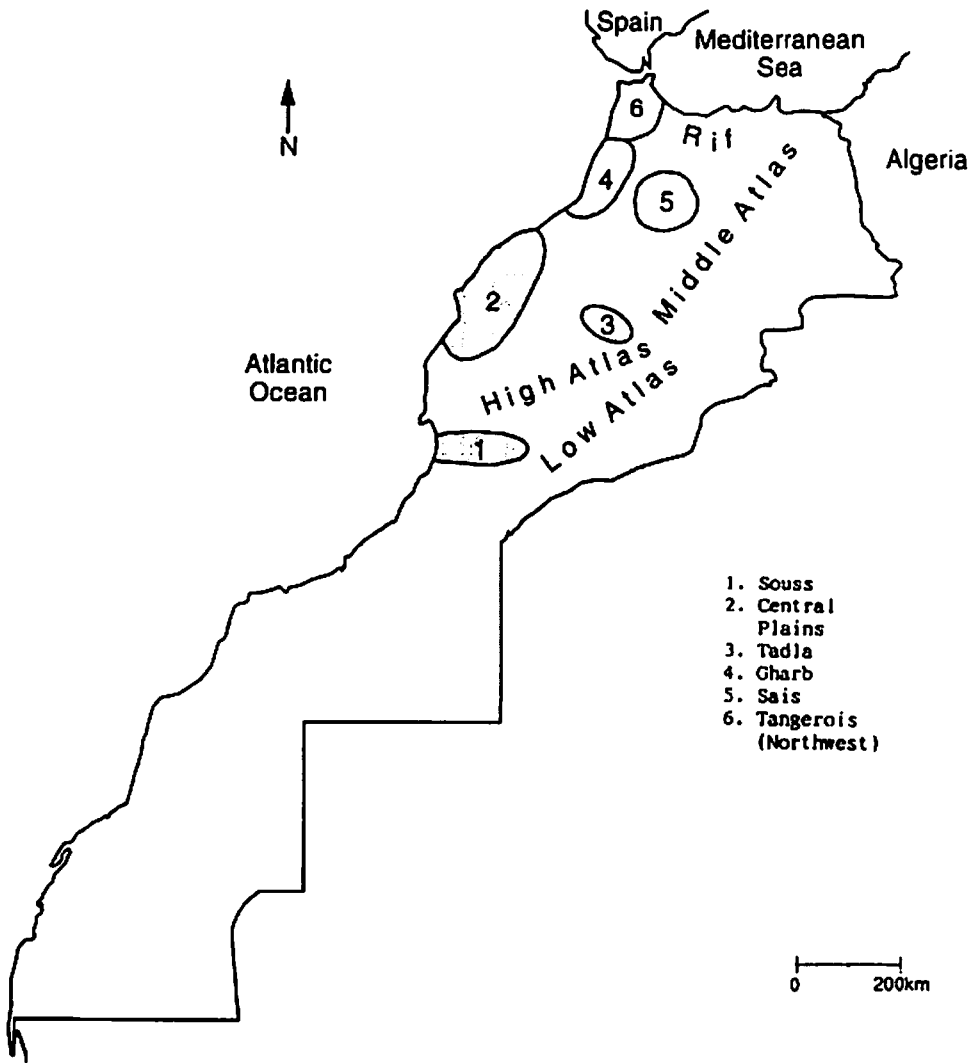 Spain
Mediterranean
Sea
N
6
Rif
Algeria
4
5
Middle Atlas
2
3
Atlantic
Ocean
High Atlas
Low Atlas
1
1. Souss
2. Central
Plains
3. Tadla
4. Gharb
5. Sais
6. Tangerois
(Northwest)
0 200km